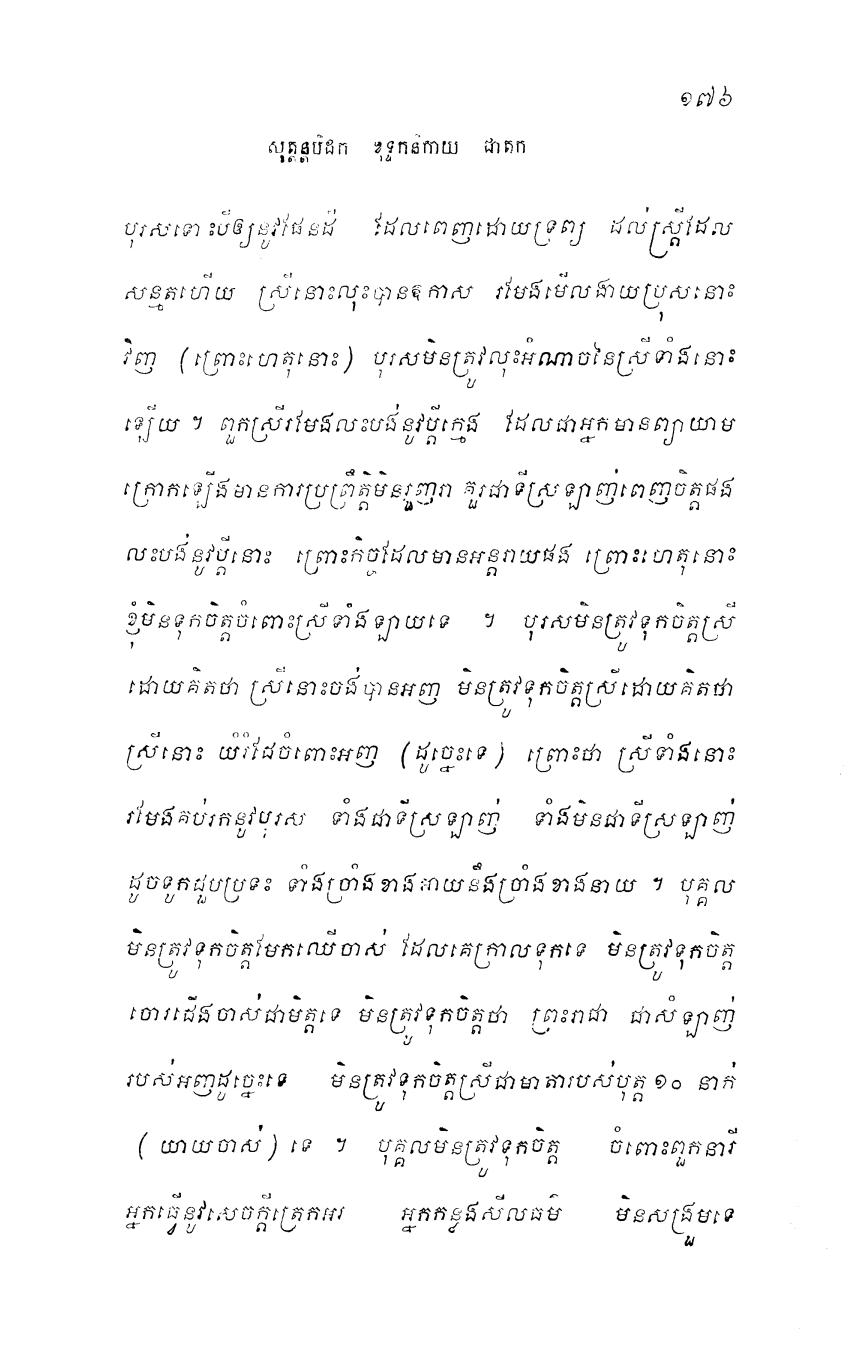 ១៧៦
សុត្តន្តបិដក ខុទ្ទកនិកាយ ជាតក
បុរសទោះបីឲ្យនូវផែនដី ដែលពេញដោយទ្រព្យ ដល់ស្ត្រីដែល
សន្មតហើយ ស្រីនោះលុះបានឱកាស រមែងមើលងាយប្រុសនោះ
វិញ (ព្រោះហេតុនោះ) បុរសមិនត្រូវលុះអំណាចនៃស្រីទាំងនោះ
ឡើយ ។ ពួកស្រីរមែងលះបង់នូវប្តីក្មេង ដែលជាអ្នកមានព្យាយាម
ក្រោកឡើងមានការប្រព្រឹត្តិមិនរួញរា គួរជាទីស្រឡាញ់ពេញចិត្តផង
លះបង់នូវប្តីនោះ ព្រោះកិច្ចដែលមានអន្តរាយផង ព្រោះហេតុនោះ
ខ្ញុំមិនទុកចិត្តចំពោះស្រីទាំងឡាយទេ ។ បុរសមិនត្រូវទុកចិត្តស្រី
ដោយគិតថា ស្រីនោះចង់បានអញ មិនត្រូវទុកចិត្តស្រីដោយគិតថា
ស្រីនោះ យំរំដៃចំពោះអញ (ដូច្នេះទេ) ព្រោះថា ស្រីទាំងនោះ
រមែងគប់រកនូវបុរស ទាំងជាទីស្រឡាញ់ ទាំងមិនជាទីស្រឡាញ់
ដូចទូកដួបប្រទះ ទាំងច្រាំងខាងអាយនឹងច្រាំងខាងនាយ ។ បុគ្គល
មិនត្រូវទុកចិត្តមែកឈើចាស់ ដែលគេក្រាលទុកទេ មិនត្រូវទុកចិត្ត
ចោរដើងចាស់ជាមិត្តទេ មិនត្រូវទុកចិត្តថា ព្រះរាជា ជាសំឡាញ់
របស់អញដូច្នេះទេ មិនត្រូវទុកចិត្តស្រីជាមាតារបស់បុត្ត ១០ នាក់
(យាយចាស់) ទេ ។ បុគ្គលមិនត្រូវទុកចិត្ត ចំពោះពួកនារី
អ្នកធ្វើនូវសេចក្តីត្រេកអរ អ្នកកន្លងសីលធម៌ មិនសង្រួមទេ